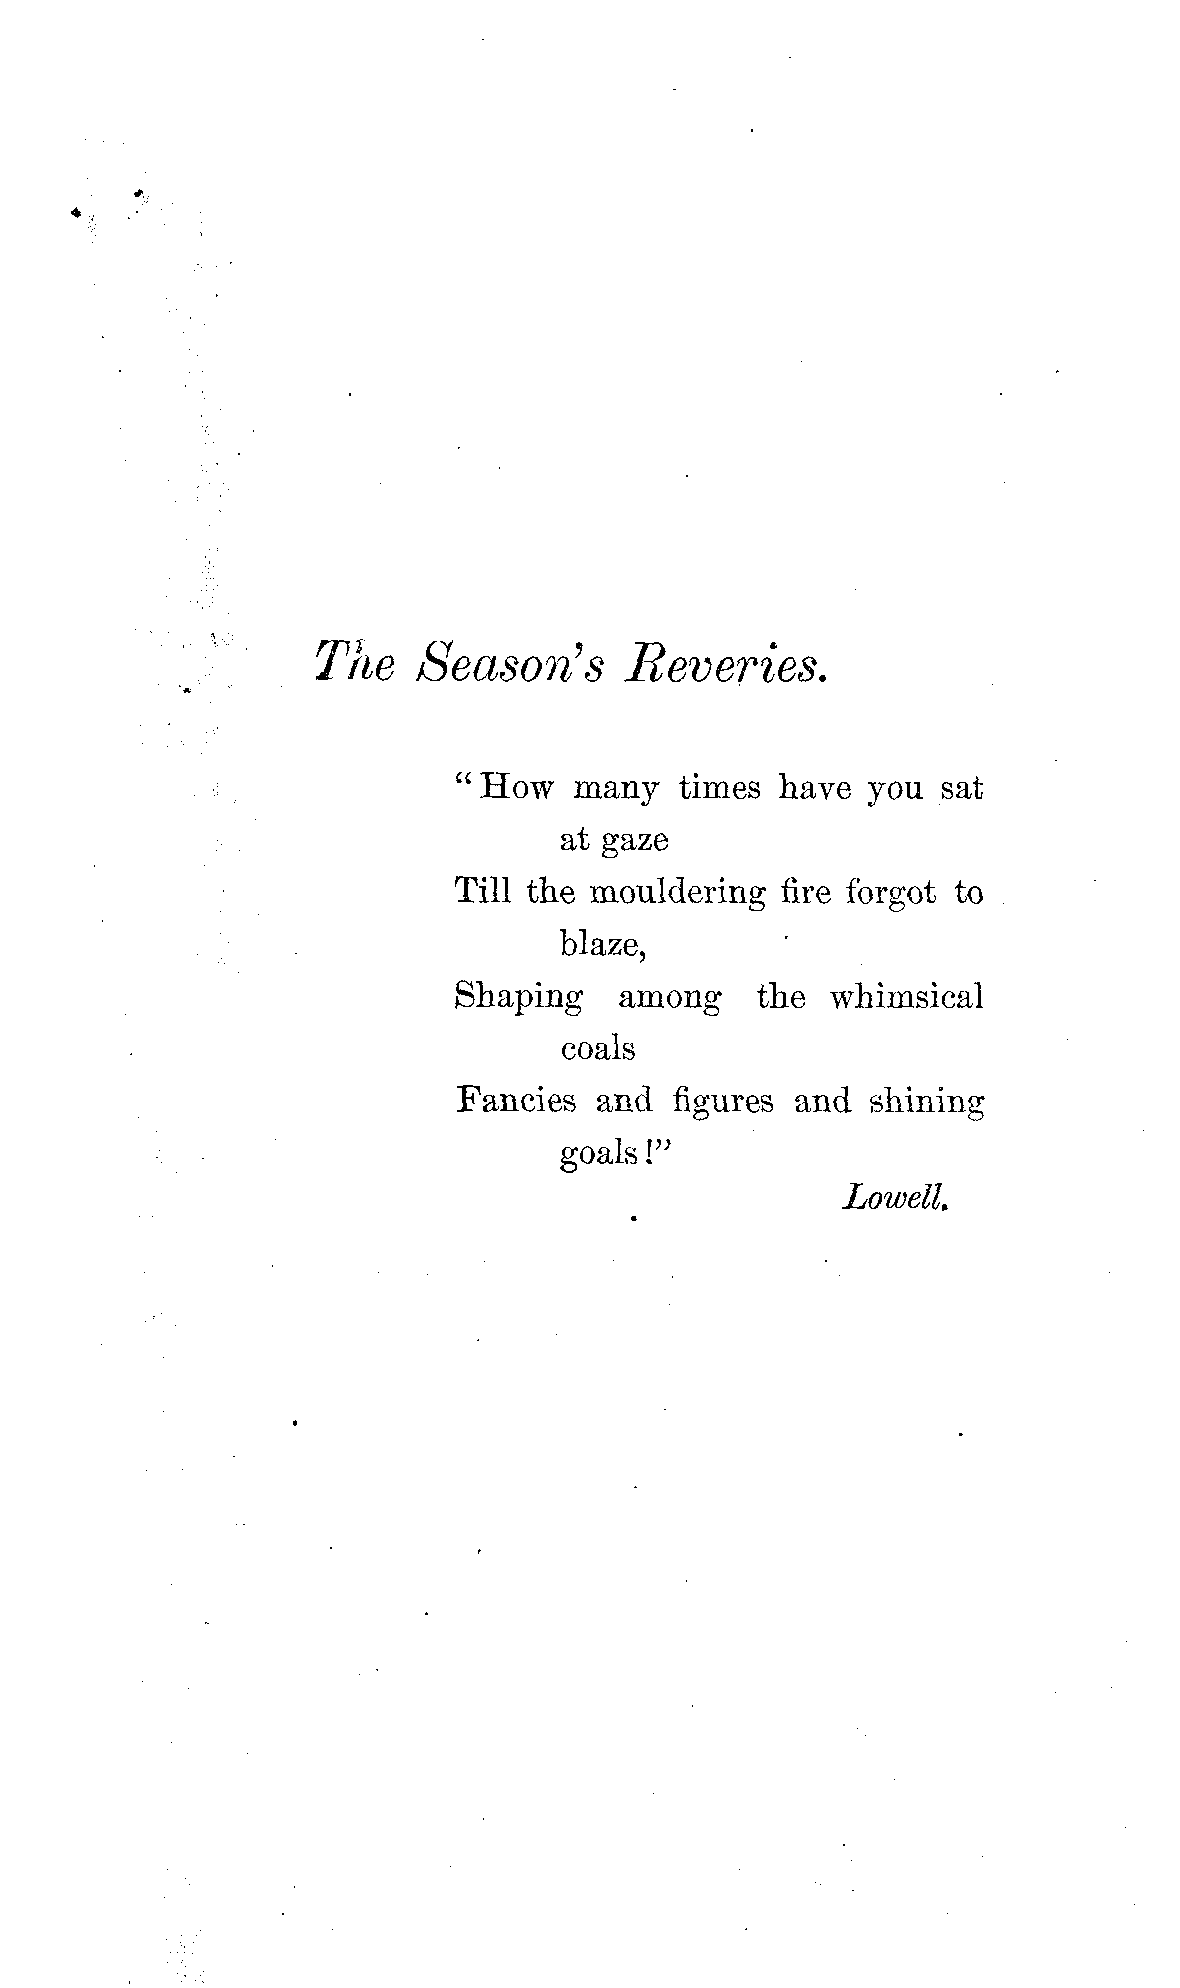 The Season's Reveries.
“How many times have you sat
at gaze
Till the mouldering fire forgot to
blaze,
Shaping among the whimsical
coals
Fancies and figures and shining
goals!”
Lowell.